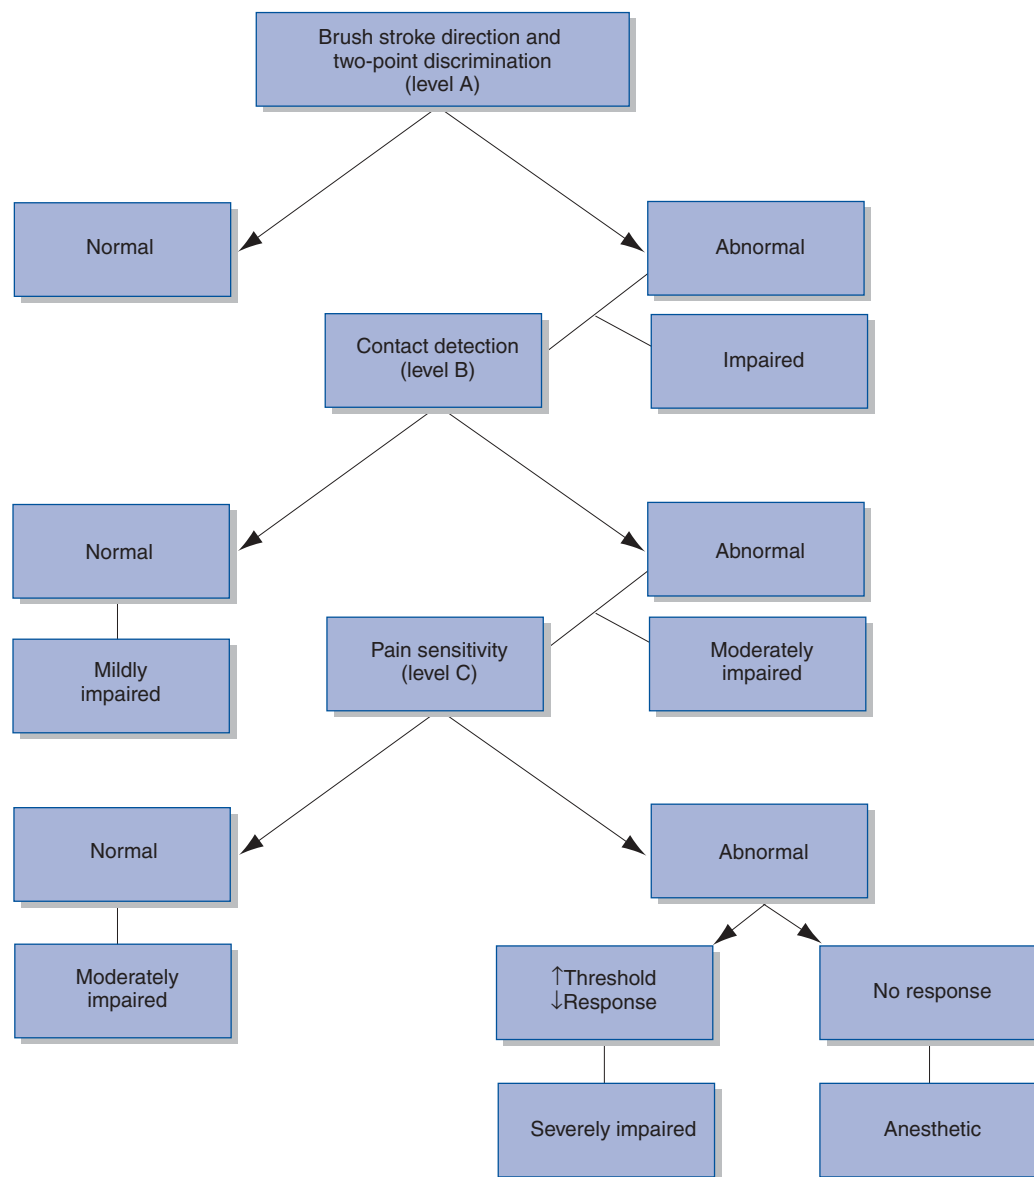 Brush stroke direction and
two-point discrimination
(level A)
Normal
Abnormal
Contact detection
(level B)
Impaired
Normal
Abnormal
Mildly
impaired
Pain sensitivity
(level C)
Moderately
impaired
Normal
Abnormal
Moderately
impaired
↑Threshold
↓Response
No response
Severely impaired
Anesthetic